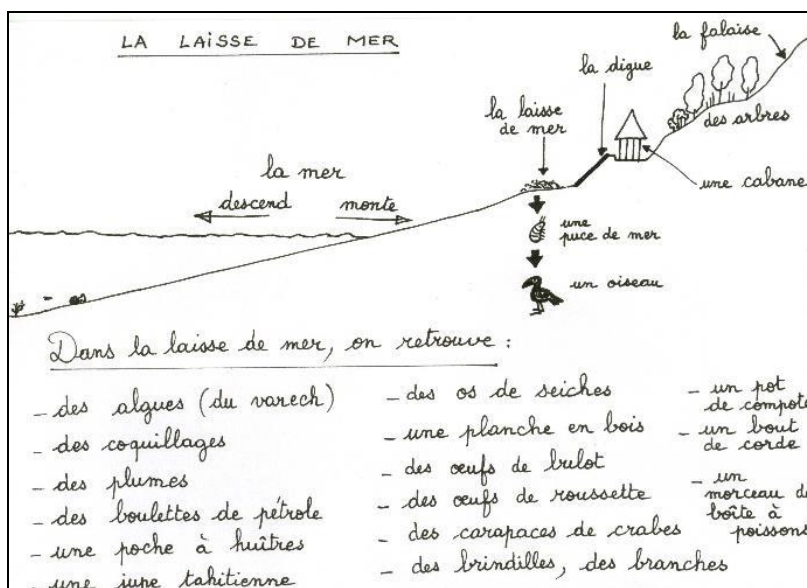 LA LAISSE DE MER
la falaise
la digue
la laisse
de mer
des arbres
une cabane
la mer
descend monte
une
puce de mer
un oiseau
Dans la laisse de mer, on retrouve :
- des algues (du varech)
- des coquillages
- des plumes
- des boulettes de pétrole
- une poche à huîtres
- une jupe tahitienne
- des os de seiches
- une planche en bois
- des œufs de bulot
- des œufs de roussette
- des carapaces de crabes
- des brindilles, des branches
- un pot
de compote
- un bout
de corde
- un
morceau de
boîte à
poissons